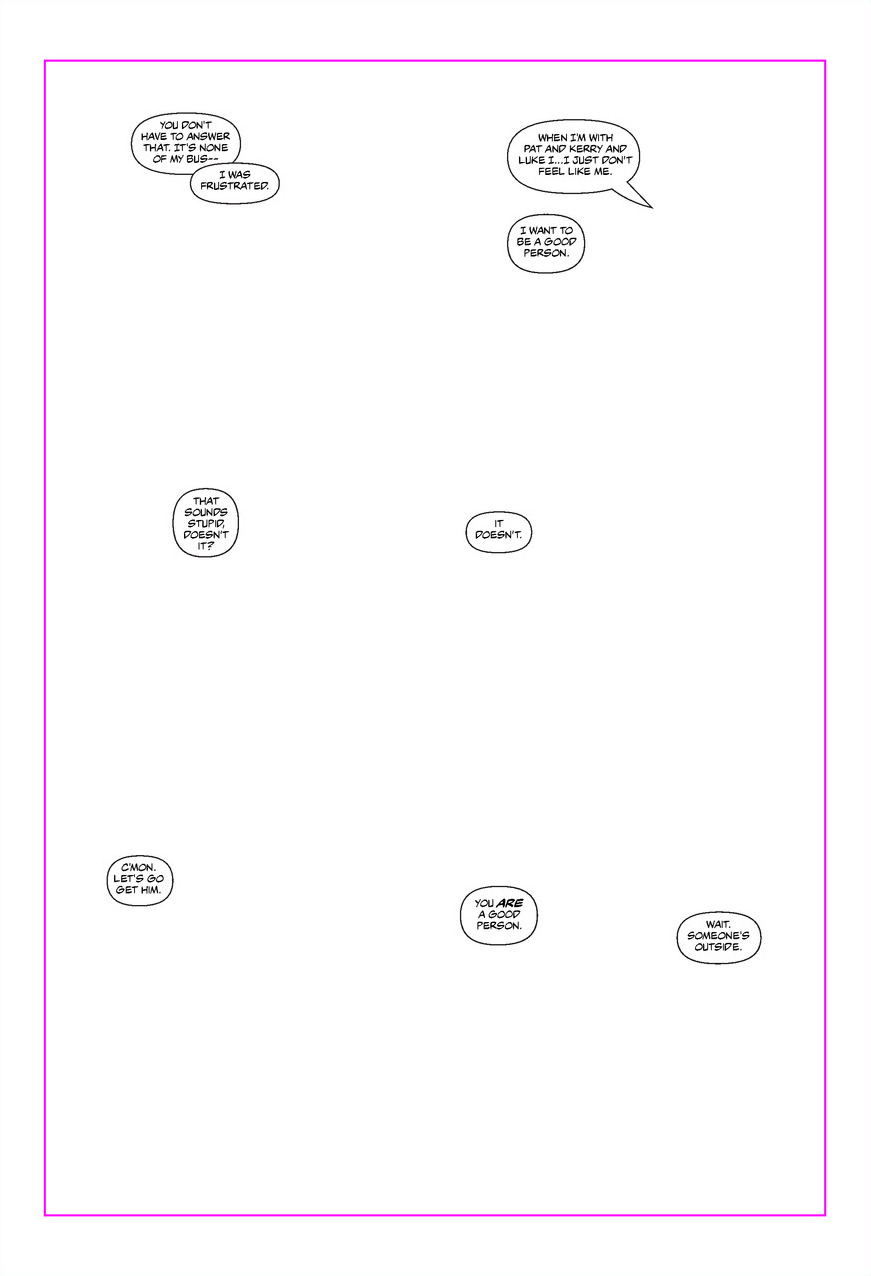 YOU DON'T
HAVE TO ANSWER
THAT. IT'S NONE
OF MY BUS--
I WAS
FRUSTRATED.
WHEN I'M WITH
PAT AND KERRY AND
LUKE I...I JUST DON'T
FEEL LIKE ME.
I WANT TO
BE A GOOD
PERSON.
THAT
SOUNDS
STUPID,
DOESN'T
IT?
IT
DOESN'T.
C'MON.
LET'S GO
GET HIM.
YOU ARE
A GOOD
PERSON.
WAIT.
SOMEONE'S
OUTSIDE.